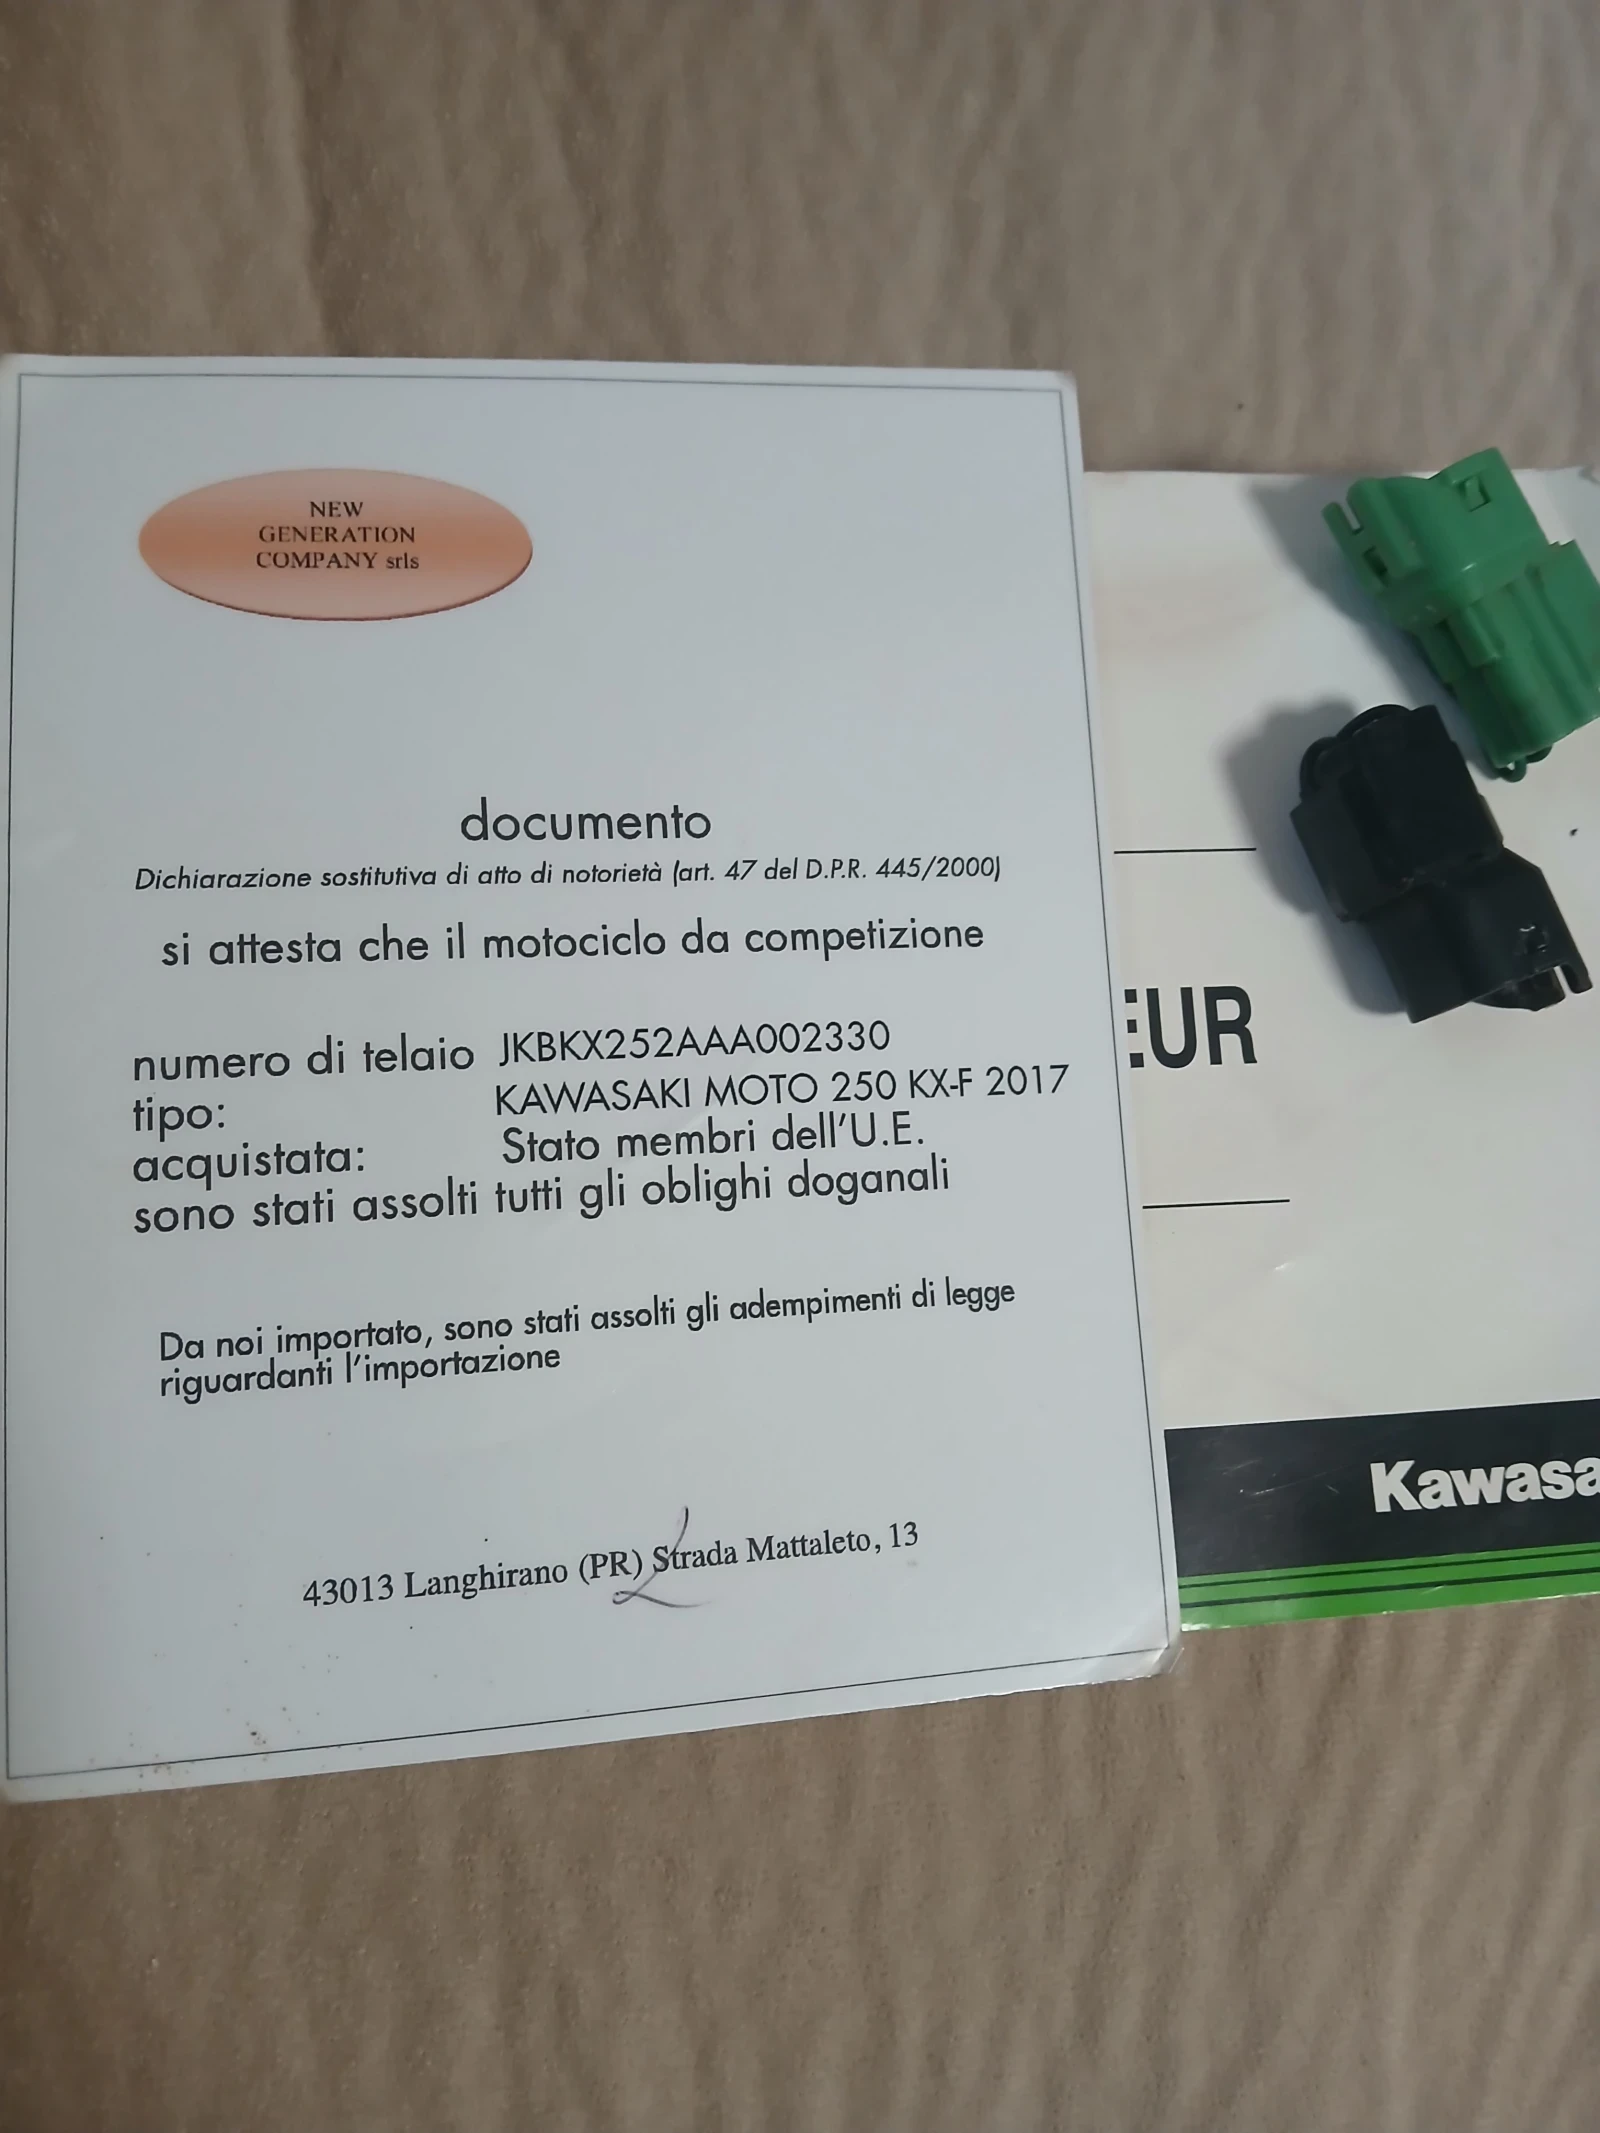 NEW
GENERATION
COMPANY srls
documento
Dichiarazione sostitutiva di atto di notorietà (art. 47 del D.P.R. 445/2000)
si attesta che il motociclo da competizione
numero di telaio JKBKX252AAA002330
tipo: KAWASAKI MOTO 250 KX-F 2017
acquistata: Stato membri dell'U.E.
sono stati assolti tutti gli oblighi doganali
Da noi importato, sono stati assolti gli adempimenti di legge
riguardanti l'importazione
43013 Langhirano (PR) Strada Mattaleto, 13
EUR
Kawasa